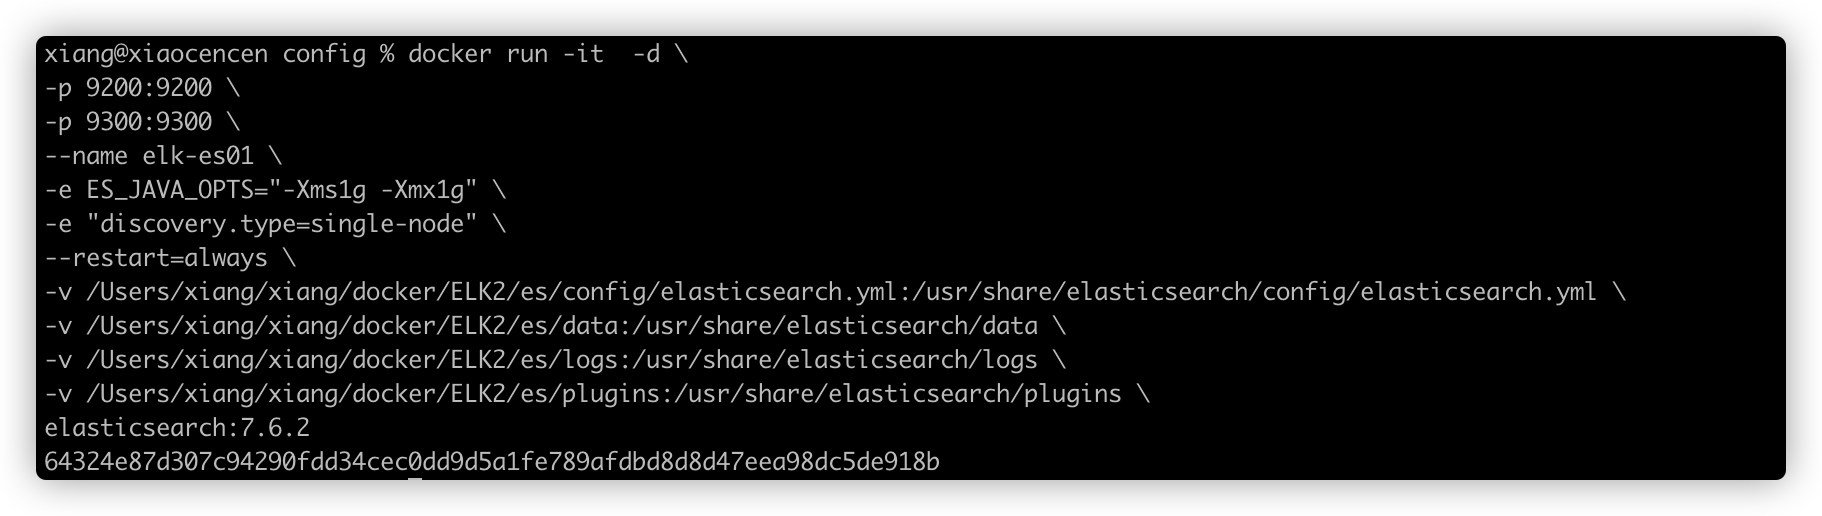 xiang@xiaocencen config % docker run -it  -d \
-p 9200:9200 \
-p 9300:9300 \
--name elk-es01 \
-e ES_JAVA_OPTS="-Xms1g -Xmx1g" \
-e "discovery.type=single-node" \
--restart=always \
-v /Users/xiang/xiang/docker/ELK2/es/config/elasticsearch.yml:/usr/share/elasticsearch/config/elasticsearch.yml \
-v /Users/xiang/xiang/docker/ELK2/es/data:/usr/share/elasticsearch/data \
-v /Users/xiang/xiang/docker/ELK2/es/logs:/usr/share/elasticsearch/logs \
-v /Users/xiang/xiang/docker/ELK2/es/plugins:/usr/share/elasticsearch/plugins \
elasticsearch:7.6.2
64324e87d307c94290fdd34cec0dd9d5a1fe789afdbd8d8d47eea98dc5de918b